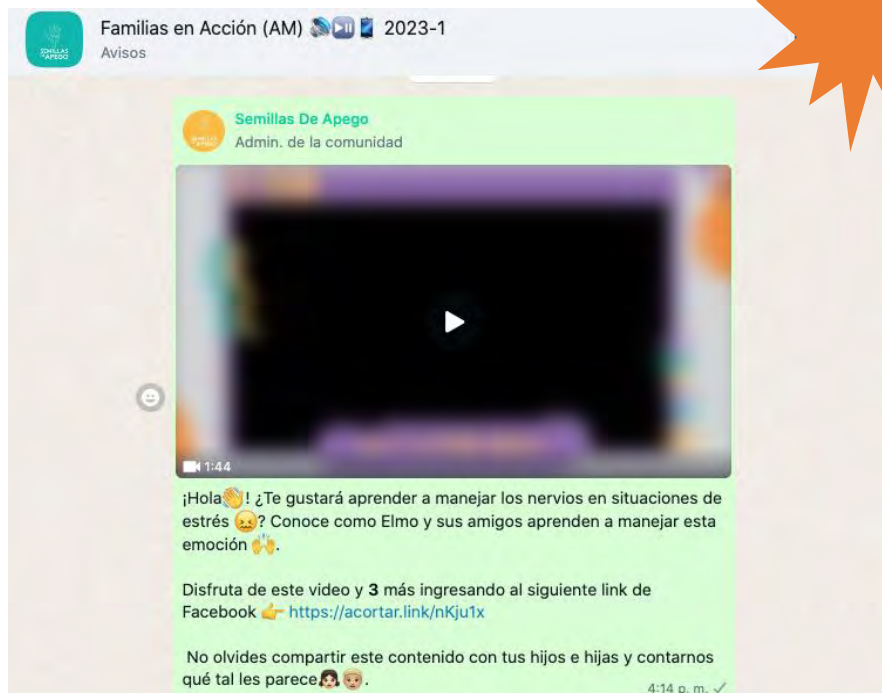 Familias en Acción (AM) 🔊⏯️📱 2023-1
Avisos
SEMILLAS
DE APEGO
Semillas De Apego
Admin. de la comunidad
1:44
¡Hola👋🏼! ¿Te gustará aprender a manejar los nervios en situaciones de
estrés 😖? Conoce como Elmo y sus amigos aprenden a manejar esta
emoción 🙌🏼.
Disfruta de este video y 3 más ingresando al siguiente link de
Facebook 👉 https://acortar.link/nKju1x
No olvides compartir este contenido con tus hijos e hijas y contarnos
qué tal les parece👧🏻👦🏼.
4:14 p. m. ✓